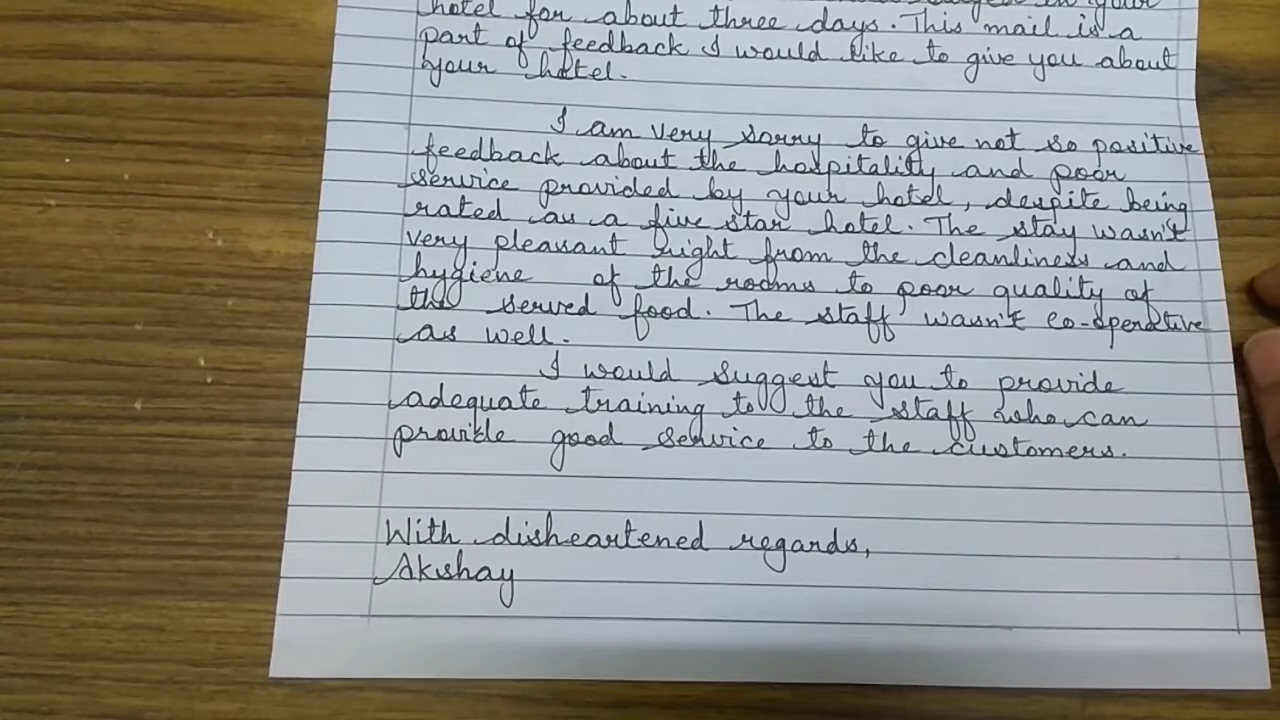 in your
hotel for about three days. This mail is a
part of feedback I would like to give you about
your hotel.
I am very sorry to give not so positive
feedback about the hospitality and poor
service provided by your hotel, despite being
rated as a five star hotel. The stay wasn't
very pleasant right from the cleanliness and
hygiene of the rooms to poor quality of
the served food. The staff wasn't co-operative
as well.
I would suggest you to provide
adequate training to the staff who can
provide good service to the customers.
With disheartened regards,
Akshay